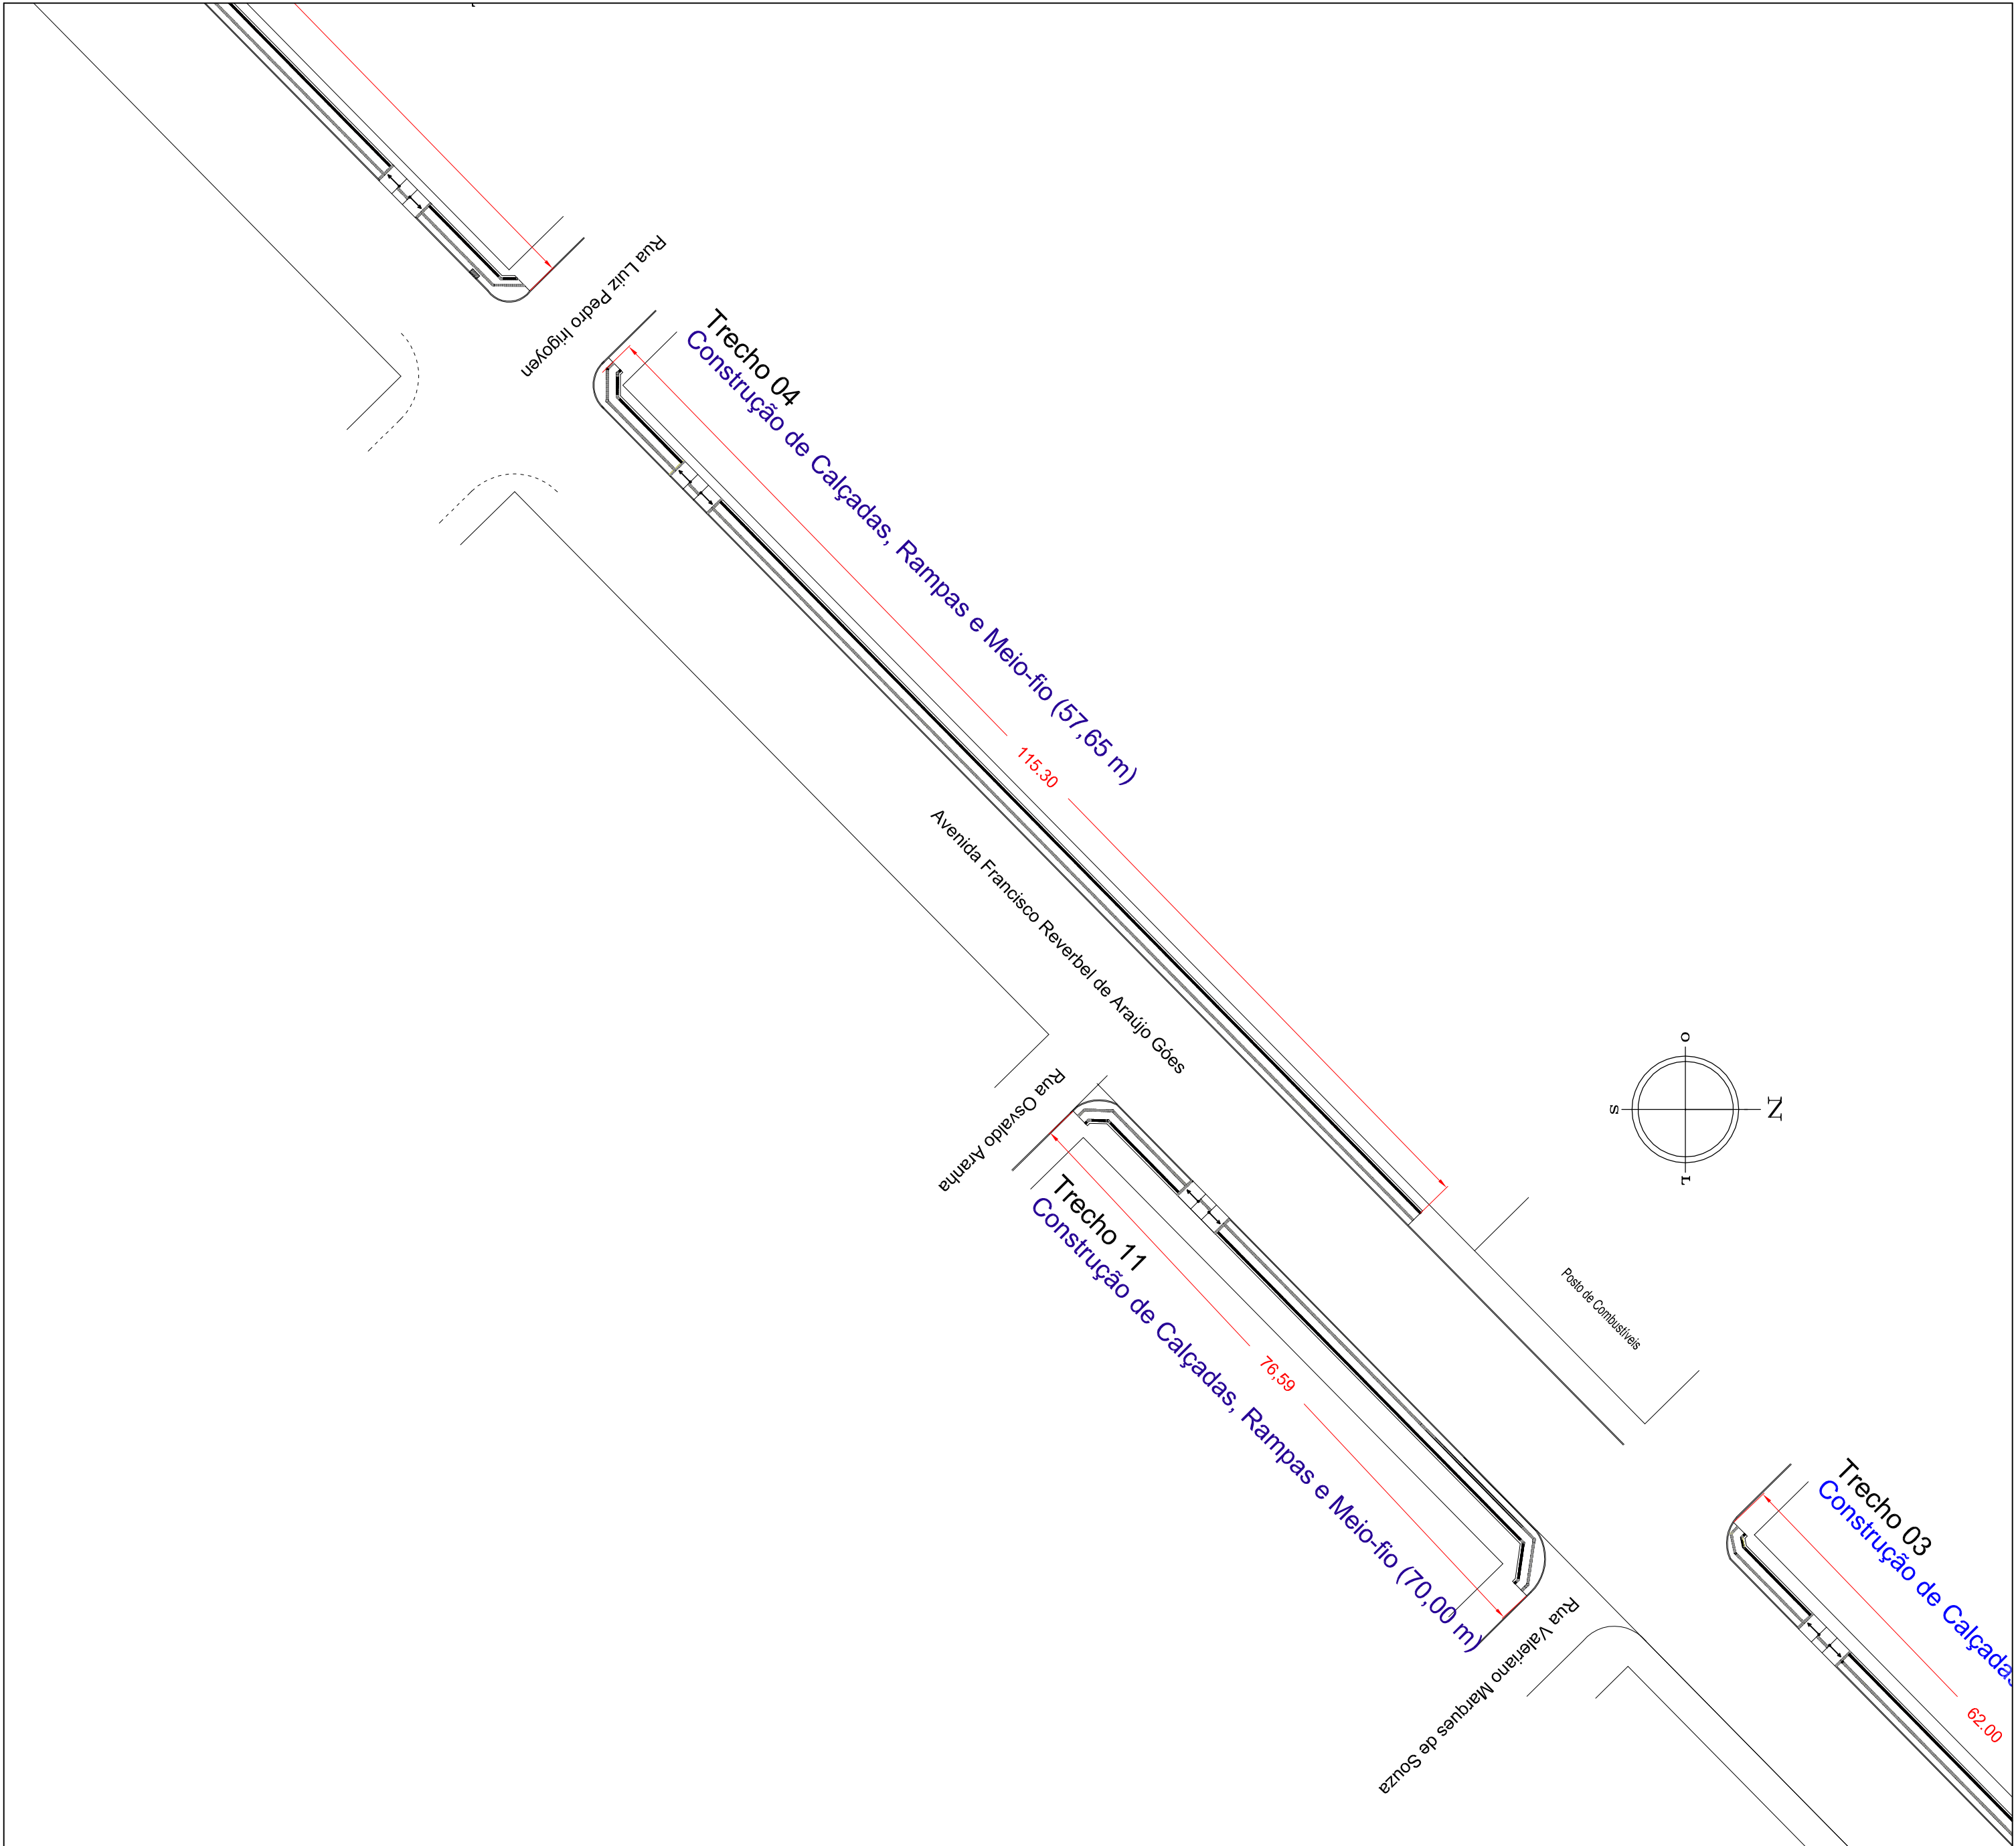 Rua Luiz Pedro Irigoyen
Trecho 04
Construção de Calçadas, Rampas e Meio-fio (57,65 m)
115.30
Avenida Francisco Reverbel de Araújo Góes
O
S
N
L
Rua Osvaldo Aranha
Trecho 11
Construção de Calçadas, Rampas e Meio-fio (70,00 m)
76,59
Posto de Combustíveis
Rua Valeriano Marques de Souza
Trecho 03
Construção de Calçadas
62.00